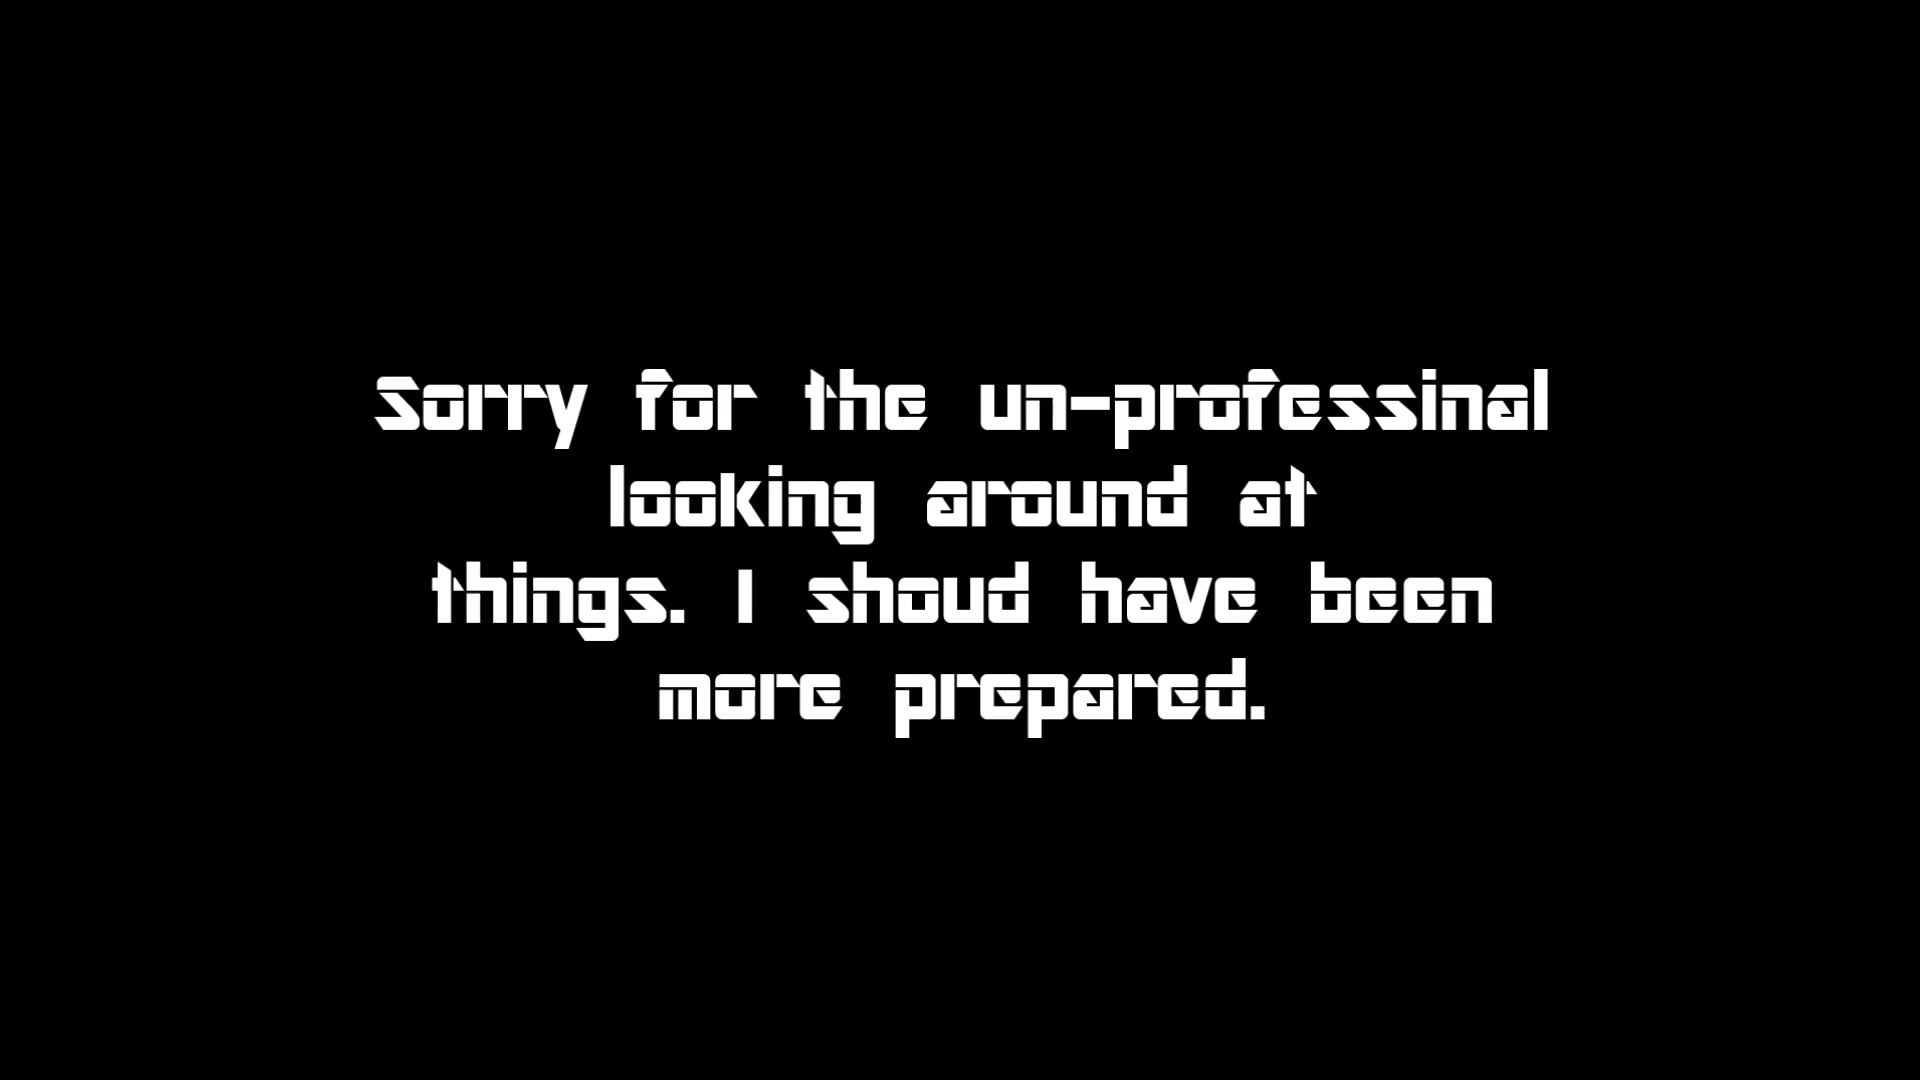 Sorry for the un-professinal
looking around at
things. I shoud have been
more prepared.